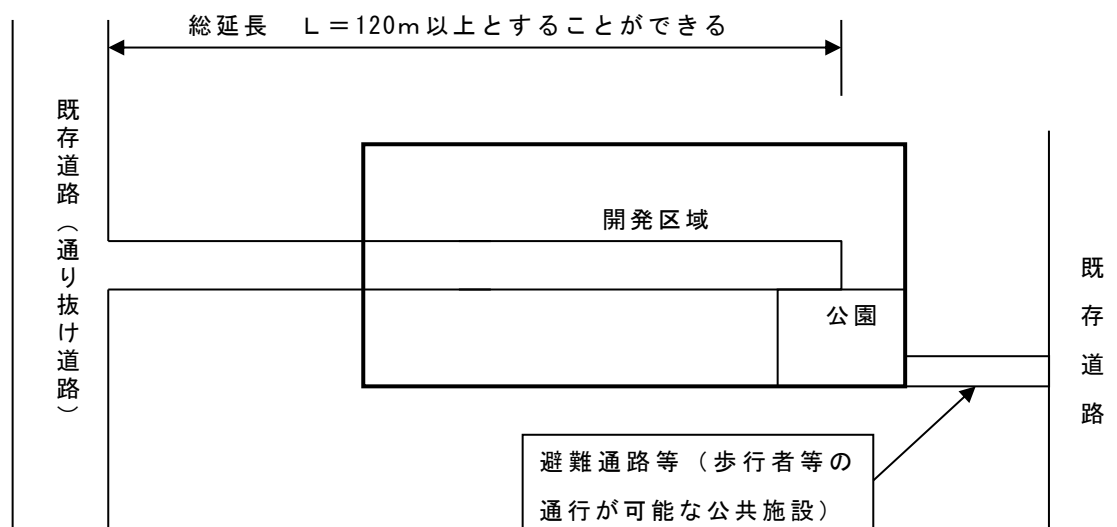 総延長　L＝120m以上とすることができる
既存道路（通り抜け道路）
開発区域
公園
既存道路
避難通路等（歩行者等の
通行が可能な公共施設）